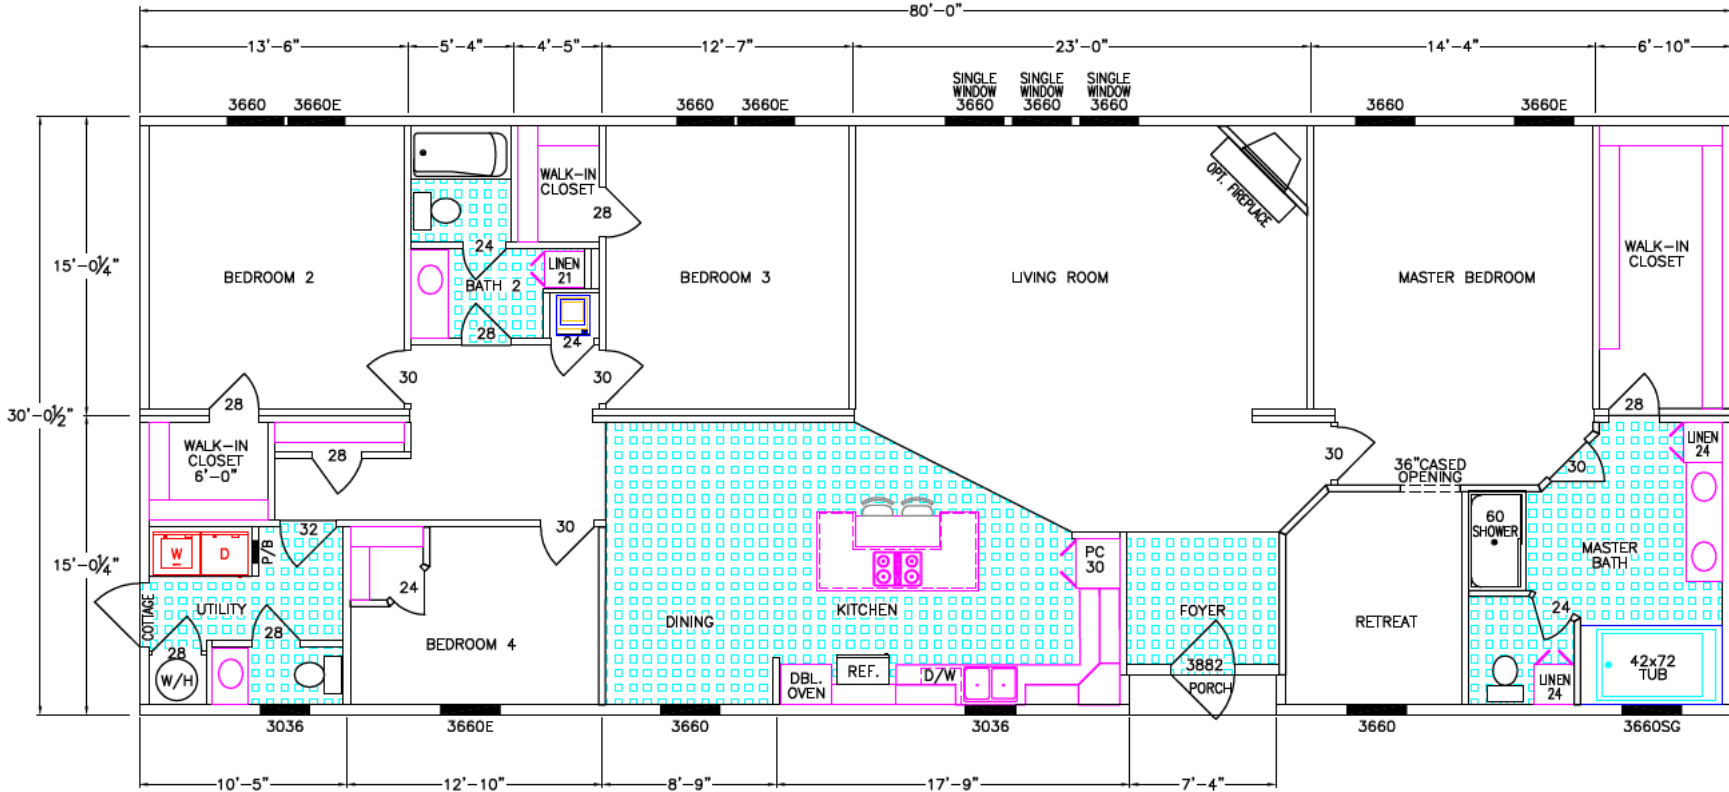 80'-0"
13'-6"
5'-4"
4'-5"
12'-7"
23'-0"
14'-4"
6'-10"
SINGLE
WINDOW
3660
SINGLE
WINDOW
3660
SINGLE
WINDOW
3660
3660
3660E
3660
3660E
3660
3660E
WALK-IN
CLOSET
28
OPT. FIREPLACE
24
WALK-IN
CLOSET
15'-0¼"
BEDROOM 2
BATH 2
LINEN
21
BEDROOM 3
LIVING ROOM
MASTER BEDROOM
28
24
30
30
28
28
30'-0½"
WALK-IN
CLOSET
6'-0"
28
30
36"CASED
OPENING
30
LINEN
24
32
30
P/B
W
D
60
SHOWER
MASTER
BATH
PC
30
15'-0¼"
24
COTTAGE
UTILITY
28
28
W/H
BEDROOM 4
DINING
KITCHEN
FOYER
RETREAT
24
3882
PORCH
DBL.
OVEN
REF.
D/W
LINEN
24
42x72
TUB
3036
3660E
3660
3036
3660
3660SG
10'-5"
12'-10"
8'-9"
17'-9"
7'-4"